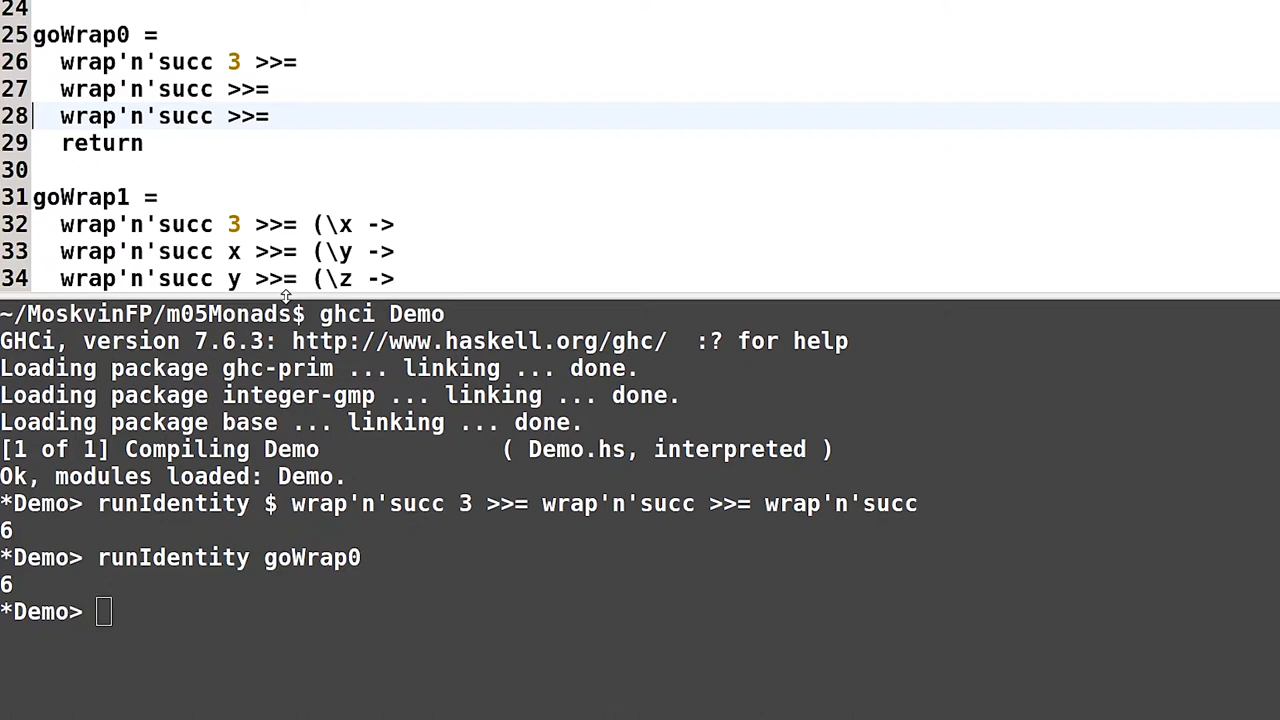 24
25 goWrap0 =
26   wrap'n'succ 3 >>=
27   wrap'n'succ >>=
28   wrap'n'succ >>=
29   return
30
31 goWrap1 =
32   wrap'n'succ 3 >>= (\x ->
33   wrap'n'succ x >>= (\y ->
34   wrap'n'succ y >>= (\z ->
~/MoskvinFP/m05Monads$ ghci Demo
GHCi, version 7.6.3: http://www.haskell.org/ghc/  :? for help
Loading package ghc-prim ... linking ... done.
Loading package integer-gmp ... linking ... done.
Loading package base ... linking ... done.
[1 of 1] Compiling Demo             ( Demo.hs, interpreted )
Ok, modules loaded: Demo.
*Demo> runIdentity $ wrap'n'succ 3 >>= wrap'n'succ >>= wrap'n'succ
6
*Demo> runIdentity goWrap0
6
*Demo>